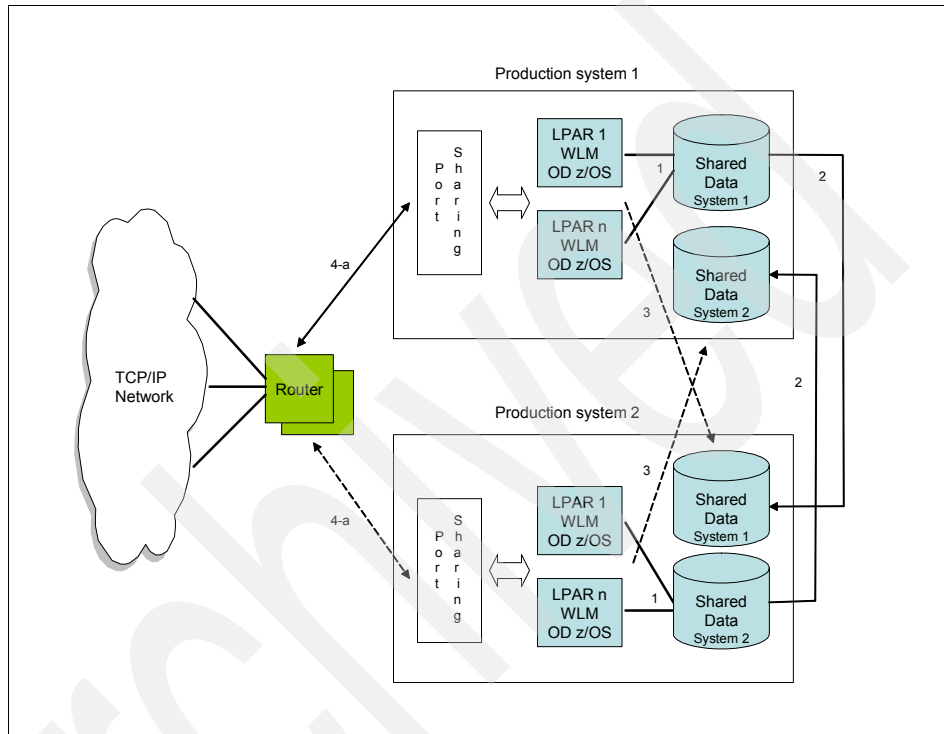 Production system 1
Port Sharing
LPAR 1
WLM
OD z/OS
LPAR n
WLM
OD z/OS
1
Shared
Data
System 1
Shared
Data
System 2
2
3
4-a
TCP/IP
Network
Router
2
Production system 2
4-a
Port Sharing
LPAR 1
WLM
OD z/OS
LPAR n
WLM
OD z/OS
3
1
Shared
Data
System 1
Shared
Data
System 2
Archived